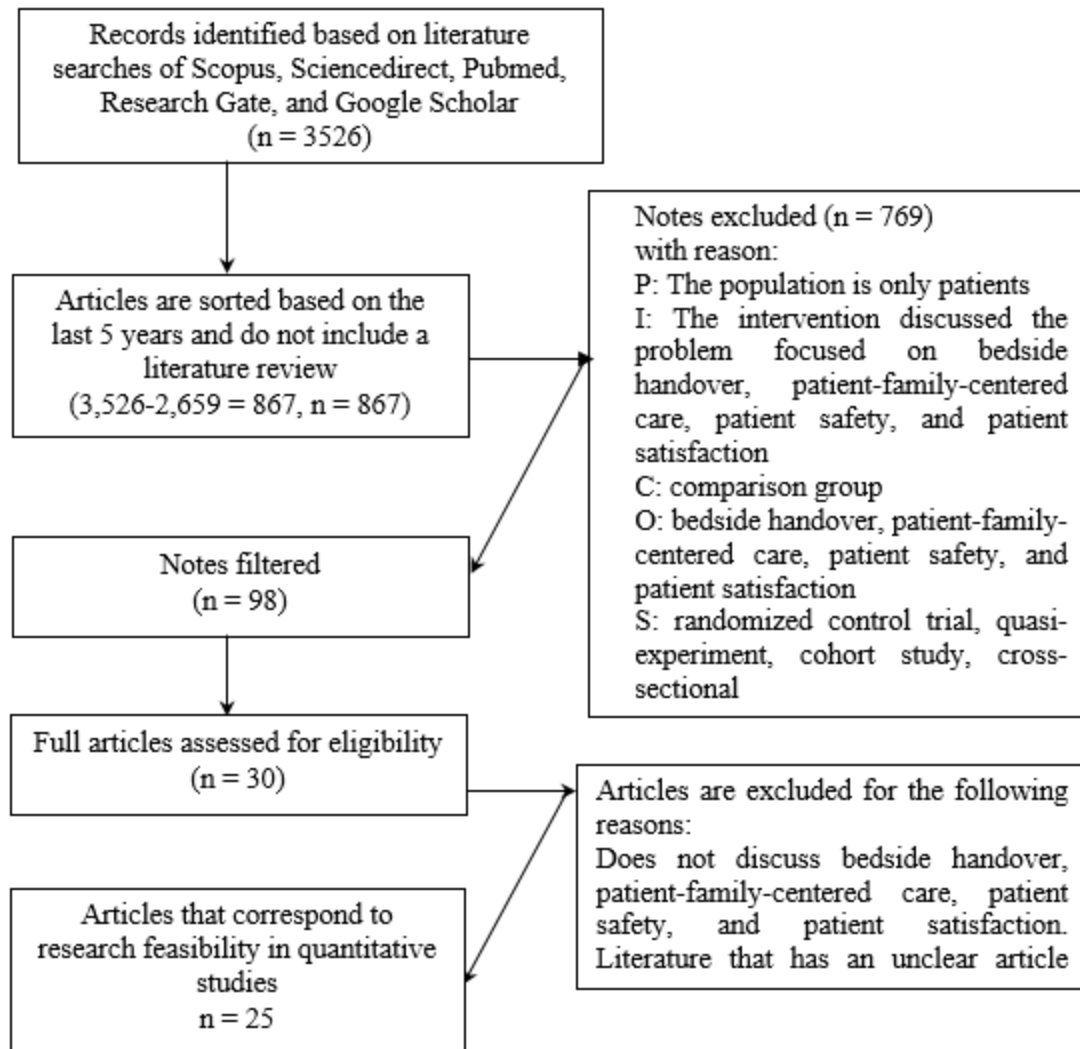 Records identified based on literature
searches of Scopus, Sciencedirect, Pubmed,
Research Gate, and Google Scholar
(n = 3526)
Articles are sorted based on the
last 5 years and do not include a
literature review
(3,526-2,659 = 867, n = 867)
Notes excluded (n = 769)
with reason:
P: The population is only patients
I: The intervention discussed the
problem focused on bedside
handover, patient-family-centered
care, patient safety, and patient
satisfaction
C: comparison group
O: bedside handover, patient-family-
centered care, patient safety, and
patient satisfaction
S: randomized control trial, quasi-
experiment, cohort study, cross-
sectional
Notes filtered
(n = 98)
Full articles assessed for eligibility
(n = 30)
Articles are excluded for the following
reasons:
Does not discuss bedside handover,
patient-family-centered care, patient
safety, and patient satisfaction.
Literature that has an unclear article
Articles that correspond to
research feasibility in quantitative
studies
n = 25